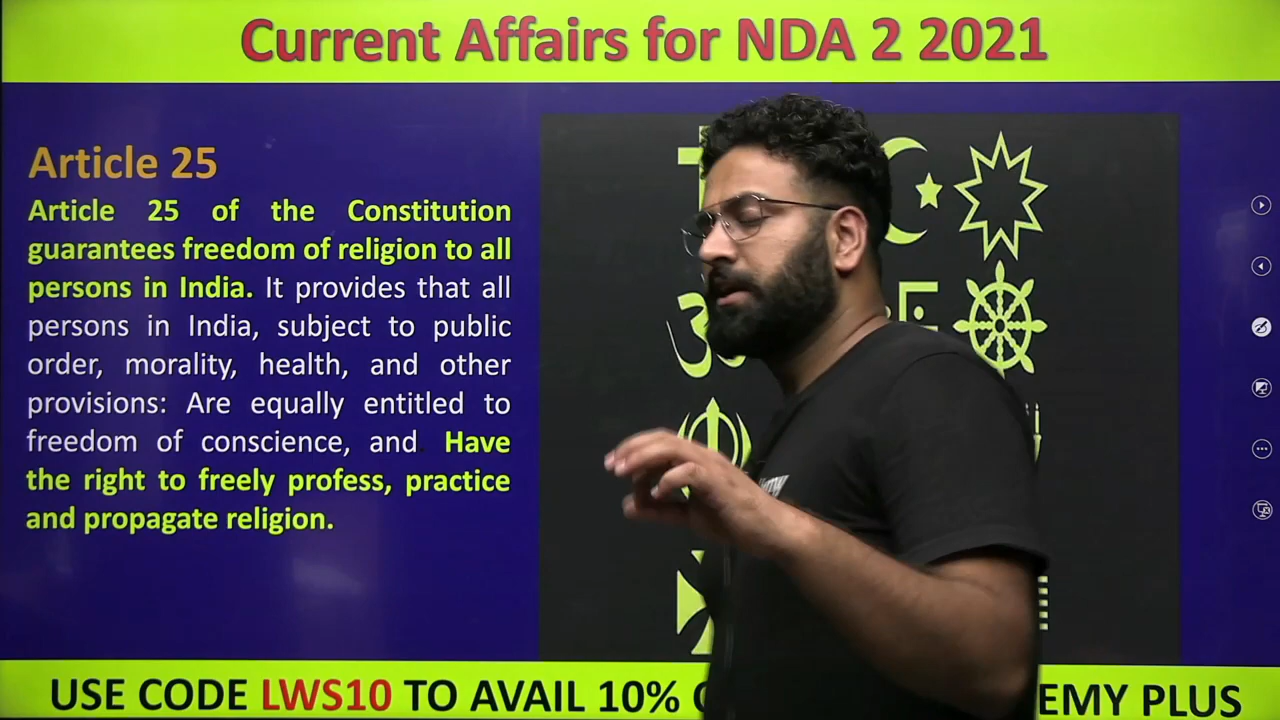 Current Affairs for NDA 2 2021
Article 25
Article 25 of the Constitution
guarantees freedom of religion to all
persons in India. It provides that all
persons in India, subject to public
order, morality, health, and other
provisions: Are equally entitled to
freedom of conscience, and. Have
the right to freely profess, practice
and propagate religion.
USE CODE LWS10 TO AVAIL 10% EMY PLUS